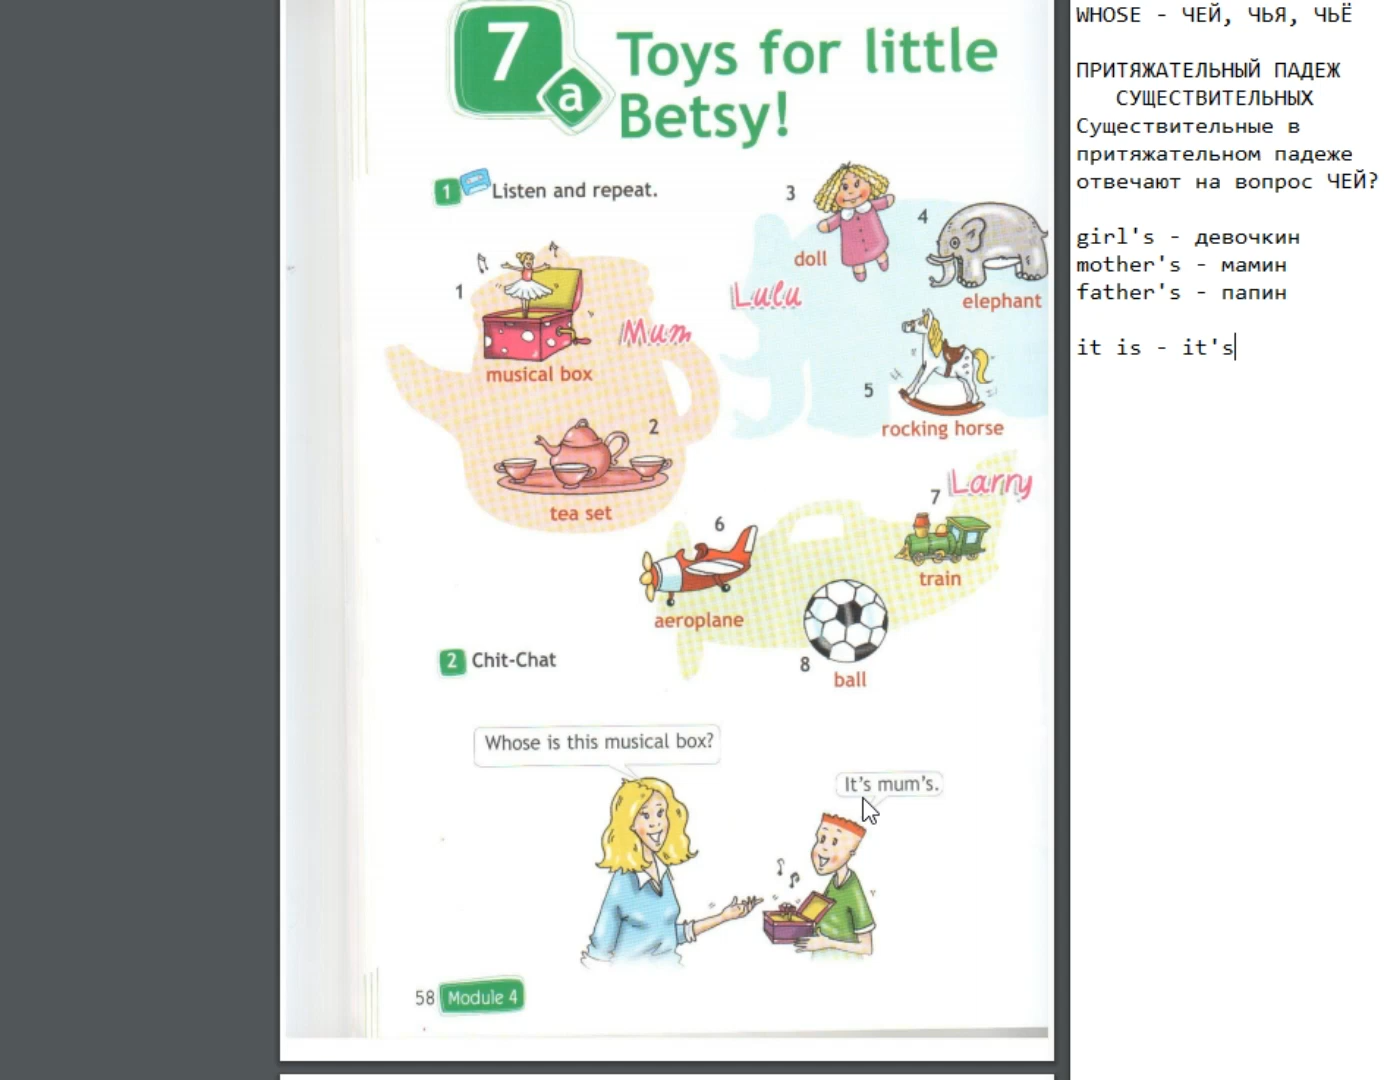 7
a
Toys for little
Betsy!
1 Listen and repeat.
1
musical box
Mum
2
tea set
3
doll
Lulu
4
elephant
5
rocking horse
Larry
6
aeroplane
7
train
8
ball
2 Chit-Chat
Whose is this musical box?
It's mum's.
58 Module 4
WHOSE - ЧЕЙ, ЧЬЯ, ЧЬЁ
ПРИТЯЖАТЕЛЬНЫЙ ПАДЕЖ
СУЩЕСТВИТЕЛЬНЫХ
Существительные в
притяжательном падеже
отвечают на вопрос ЧЕЙ?
girl's - девочкин
mother's - мамин
father's - папин
it is - it's